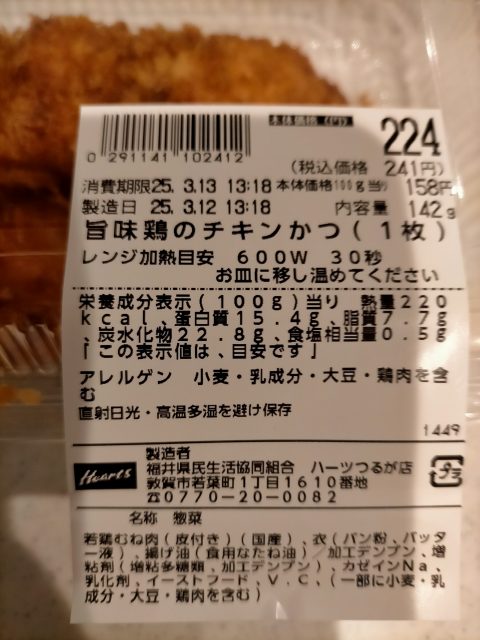 本体価格 (円)
224
0 291141 102412
(税込価格 241円)
消費期限25. 3.13 13:18 本体価格100g当り 158円
製造日 25. 3.12 13:18 内容量 142g
旨味鶏のチキンかつ(1枚)
レンジ加熱目安 600W 30秒
お皿に移し温めてください
栄養成分表示(100g)当り 熱量220
kcal、蛋白質15.4g、脂質7.7g
、炭水化物22.8g、食塩相当量0.5g
「この表示値は、目安です」
アレルゲン 小麦・乳成分・大豆・鶏肉を含
む
直射日光・高温多湿を避け保存
1449
製造者
Hearts
福井県民生活協同組合 ハーツつるが店
敦賀市若葉町1丁目1610番地
☎0770-20-0082
プラ
名称 惣菜
若鶏むね肉(皮付き)(国産)、衣(パン粉、バッタ
ー液)、揚げ油(食用なたね油)/加工デンプン、増
粘剤(増粘多糖類、加工デンプン)、カゼインNa、
乳化剤、イーストフード、V.C、(一部に小麦・乳
成分・大豆・鶏肉を含む)